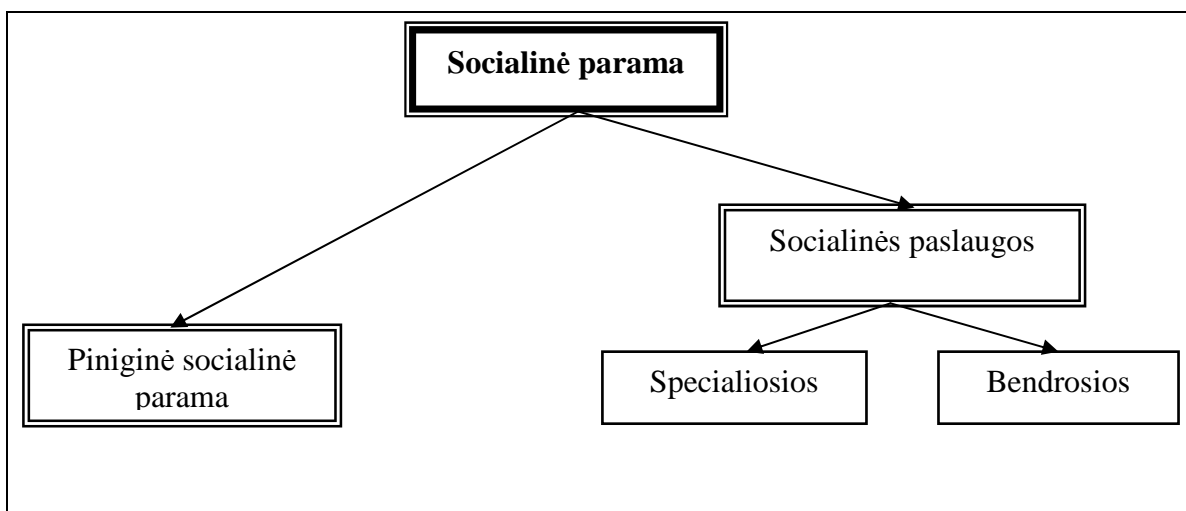 Socialinė parama
Socialinės paslaugos
Piniginė socialinė
parama
Specialiosios
Bendrosios